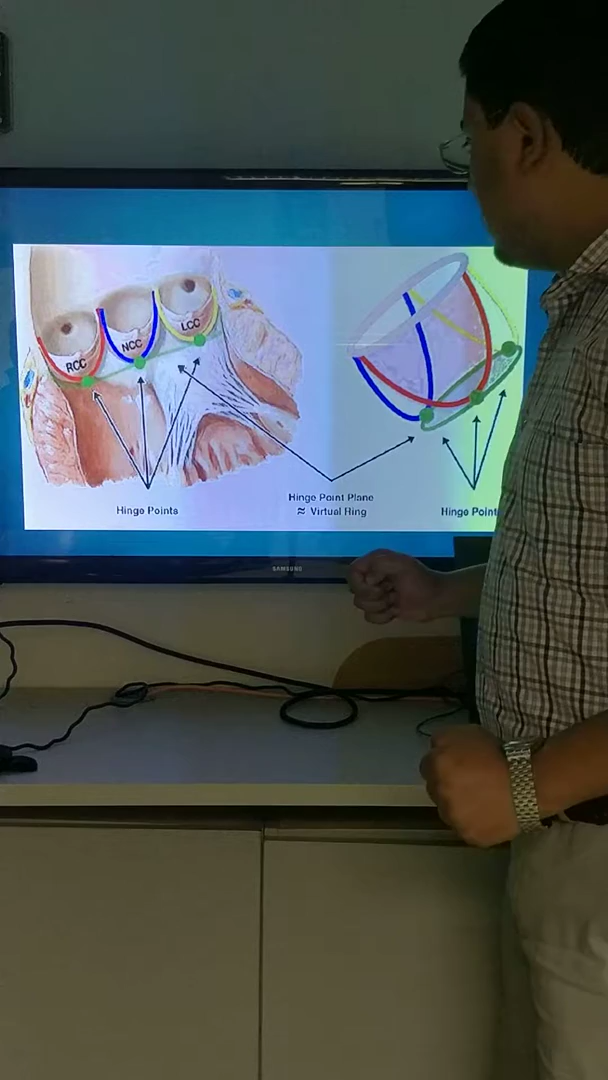 RCC
NCC
LCC
Hinge Points
Hinge Point Plane
≈ Virtual Ring
Hinge Point
SAMSUNG